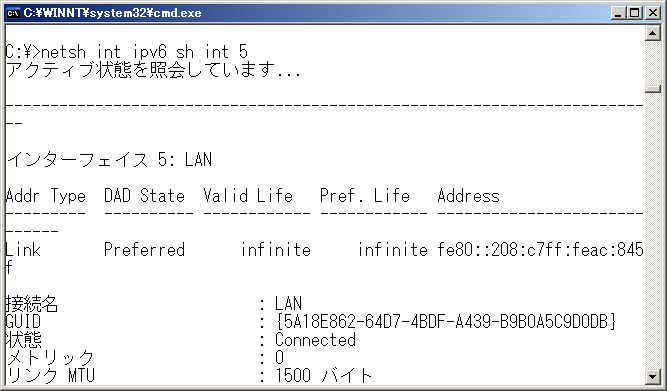 C:¥WINNT¥system32¥cmd.exe
C:¥>netsh int ipv6 sh int 5
アクティブ状態を照会しています...
-----------------------------------------------------------------------
--
インターフェイス 5: LAN
Addr Type  DAD State  Valid Life   Pref. Life   Address
---------  ---------- ------------ ------------ -----------------------
------
Link       Preferred      infinite     infinite fe80::208:c7ff:feac:845
f
接続名                      : LAN
GUID                        : {5A18E862-64D7-4BDF-A439-B9B0A5C9D0DB}
状態                        : Connected
メトリック                  : 0
リンク MTU                  : 1500 バイト